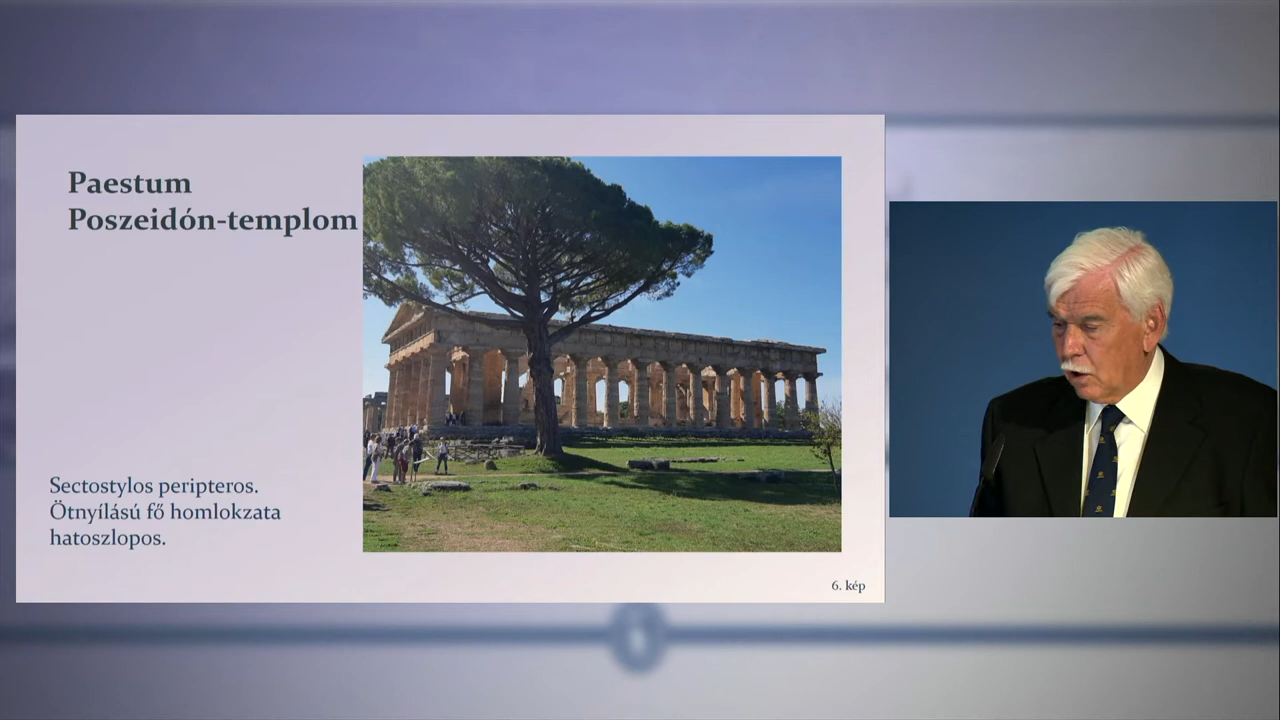 Paestum
Poszeidón-templom
Sectostylos peripteros.
Ötnyílású fő homlokzata
hatoszlopos.
6. kép